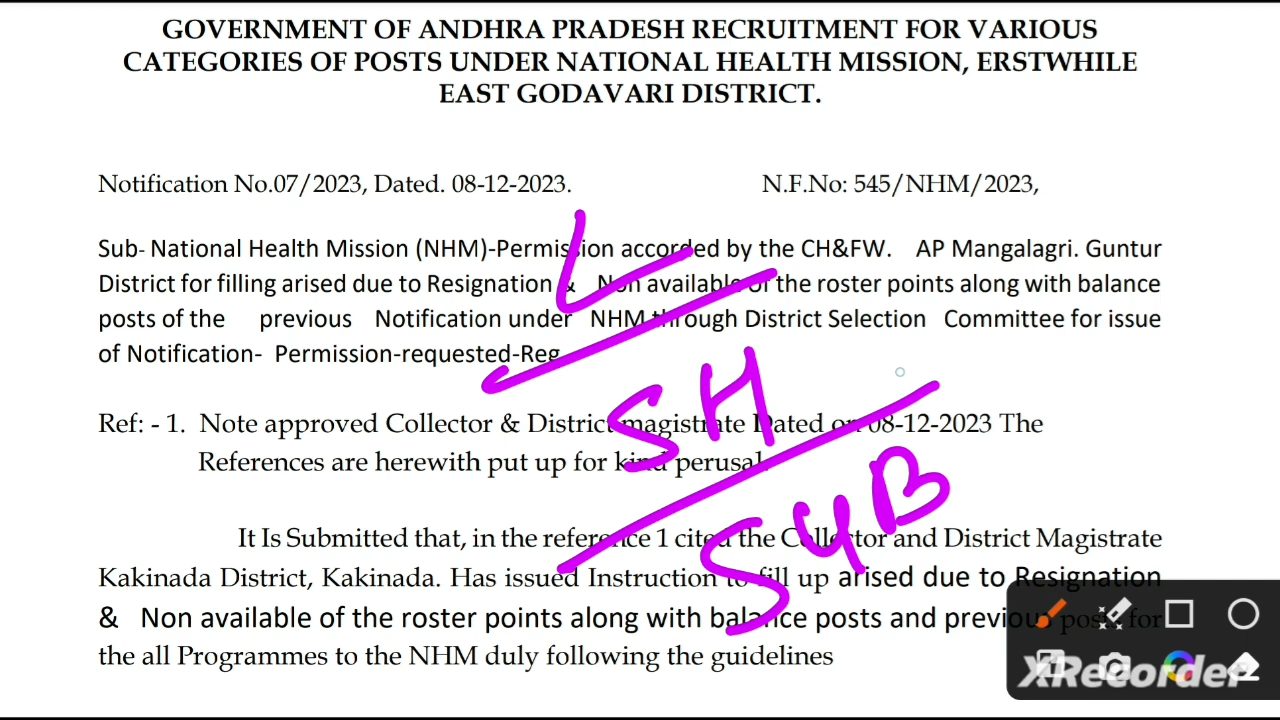 GOVERNMENT OF ANDHRA PRADESH RECRUITMENT FOR VARIOUS
CATEGORIES OF POSTS UNDER NATIONAL HEALTH MISSION, ERSTWHILE
EAST GODAVARI DISTRICT.
Notification No.07/2023, Dated. 08-12-2023. N.F.No: 545/NHM/2023,
Sub- National Health Mission (NHM)-Permission accorded by the CH&FW. AP Mangalagri. Guntur
District for filling arised due to Resignation & Non available of the roster points along with balance
posts of the previous Notification under NHM through District Selection Committee for issue
of Notification- Permission-requested-Reg
L
SH
SUB
Ref: - 1. Note approved Collector & District magistrate Dated on 08-12-2023 The
References are herewith put up for kind perusal.
It Is Submitted that, in the reference 1 cited the Collector and District Magistrate
Kakinada District, Kakinada. Has issued Instruction to fill up arised due to Resignation
& Non available of the roster points along with balance posts and previous posts for
the all Programmes to the NHM duly following the guidelines
XRecorder